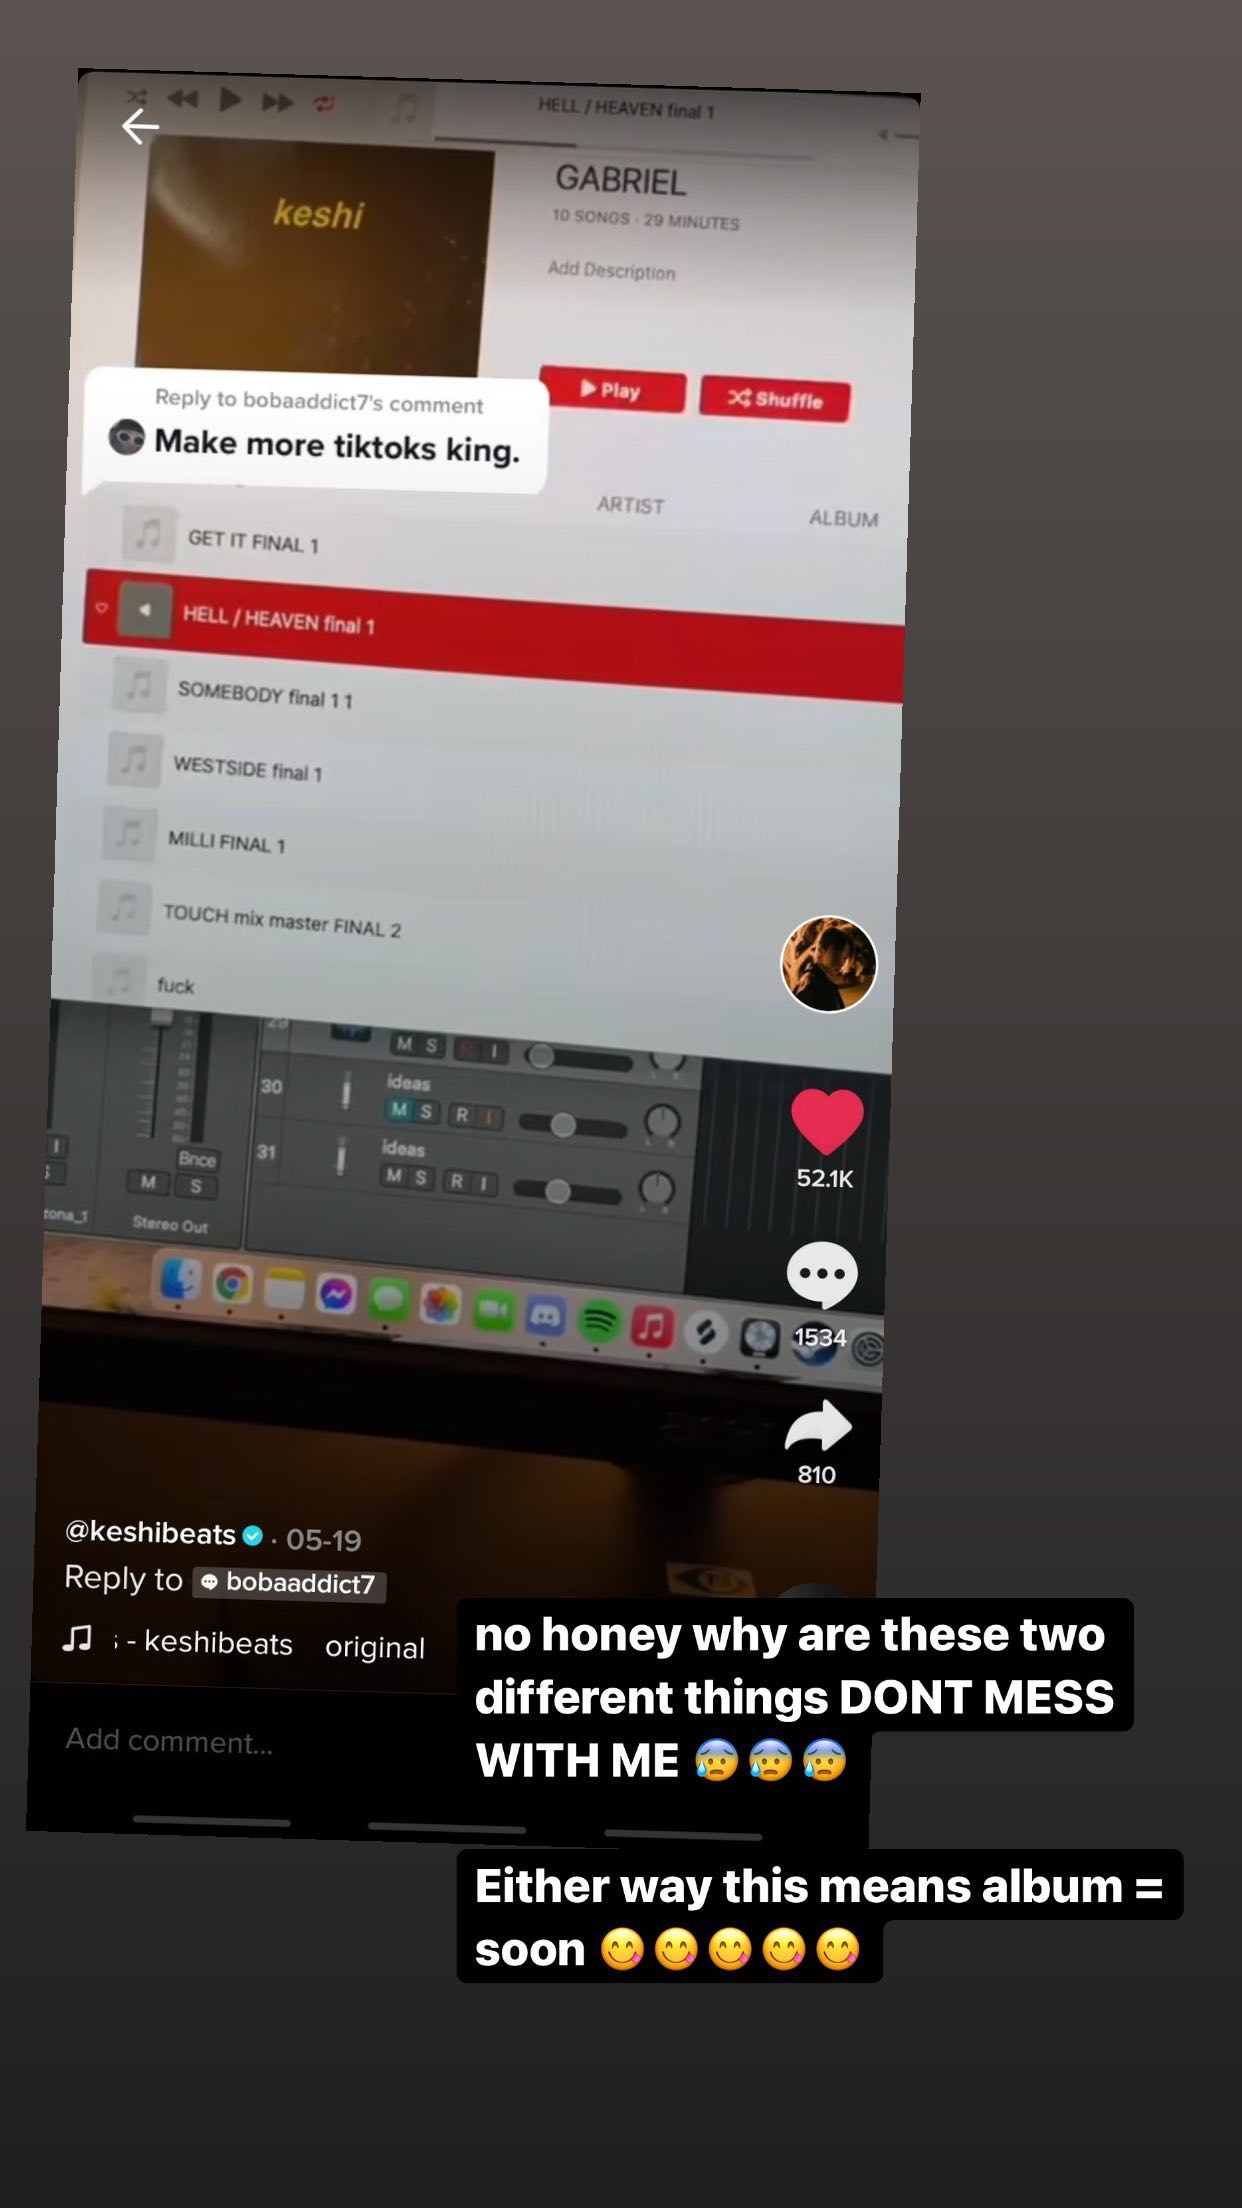 HELL / HEAVEN final 1
keshi
GABRIEL
10 SONGS · 29 MINUTES
Add Description
Play
Shuffle
Reply to bobaaddict7's comment
Make more tiktoks king.
ARTIST
ALBUM
GET IT FINAL 1
HELL / HEAVEN final 1
SOMEBODY final 1 1
WESTSIDE final 1
MILLI FINAL 1
TOUCH mix master FINAL 2
fuck
M S R I
30
ideas
M S R I
31
ideas
M S R I
Bnce
M S
Stereo Out
52.1K
1534
810
@keshibeats · 05-19
Reply to bobaaddict7
- keshibeats original
Add comment...
no honey why are these two
different things DONT MESS
WITH ME 😰😰😰
Either way this means album =
soon 😋😋😋😋😋